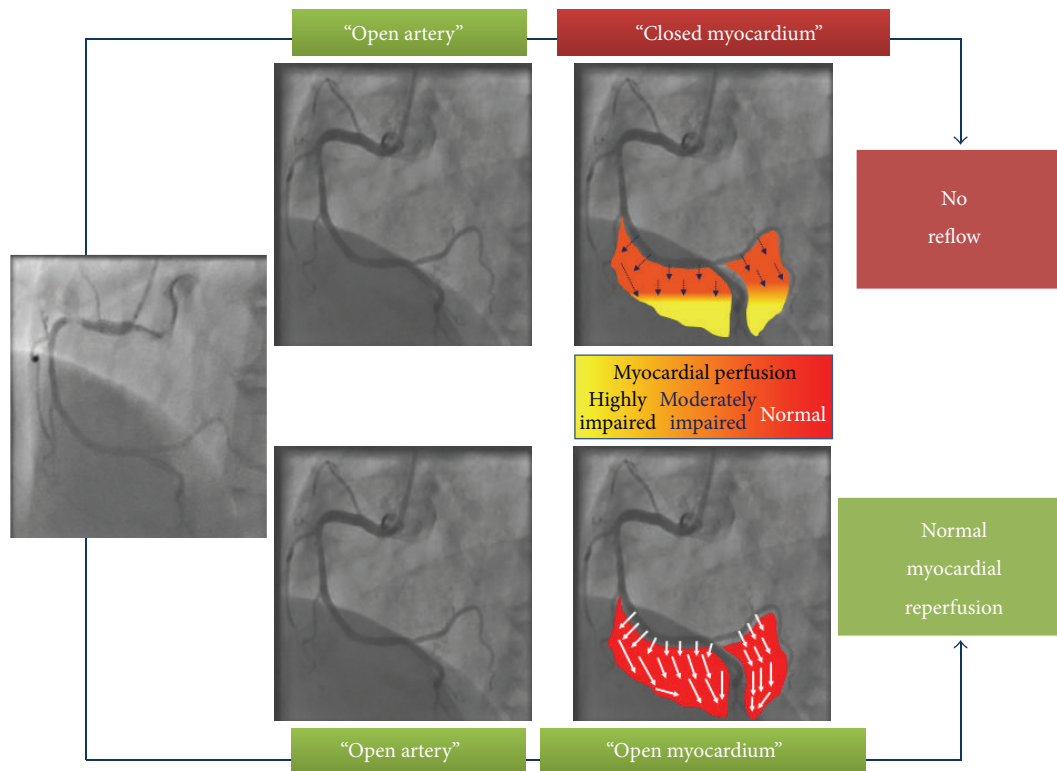 “Open artery”
“Closed myocardium”
No
reflow
Myocardial perfusion
Highly
impaired
Moderately
impaired
Normal
Normal
myocardial
reperfusion
“Open artery”
“Open myocardium”